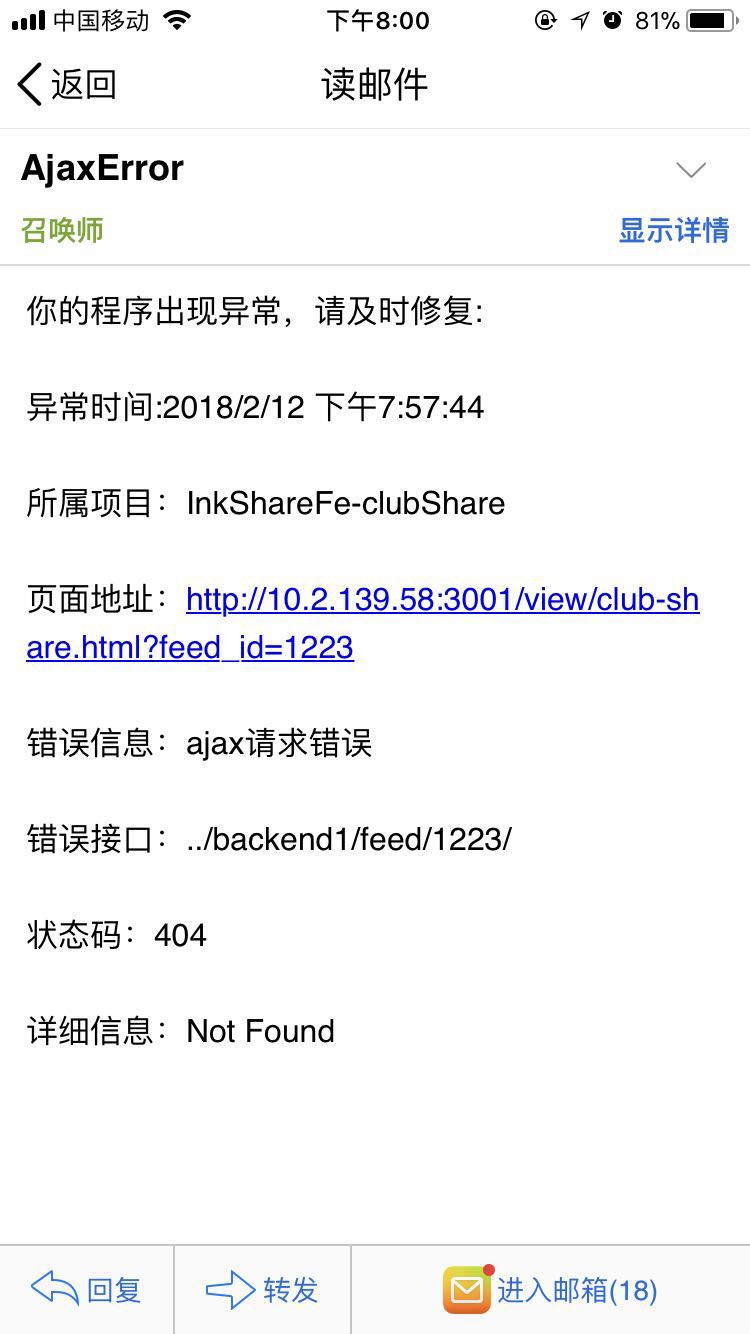 中国移动 下午8:00 81%
返回 读邮件
AjaxError
召唤师 显示详情
你的程序出现异常，请及时修复:
异常时间:2018/2/12 下午7:57:44
所属项目：InkShareFe-clubShare
页面地址：http://10.2.139.58:3001/view/club-sh
are.html?feed_id=1223
错误信息：ajax请求错误
错误接口：../backend1/feed/1223/
状态码：404
详细信息：Not Found
回复 转发 进入邮箱(18)